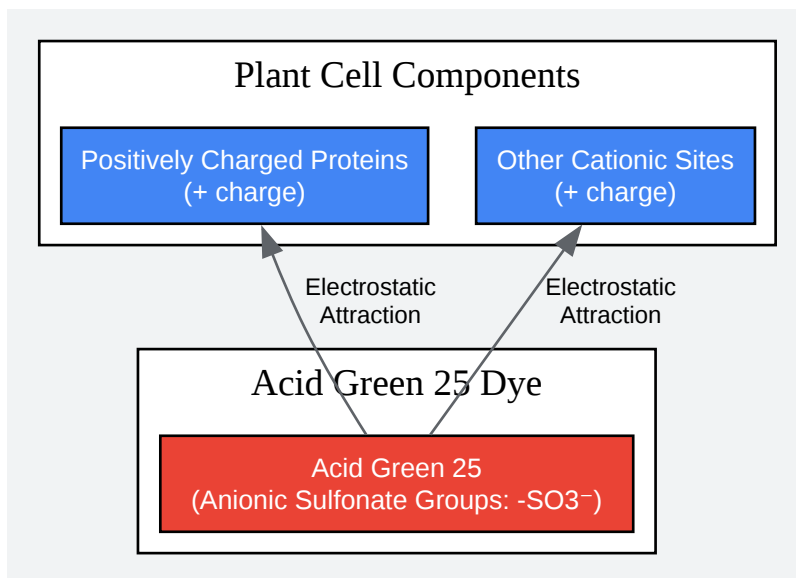 Plant Cell Components
Positively Charged Proteins
(+ charge)
Other Cationic Sites
(+ charge)
Electrostatic
Attraction
Electrostatic
Attraction
Acid Green 25 Dye
Acid Green 25
(Anionic Sulfonate Groups: -SO3⁻)